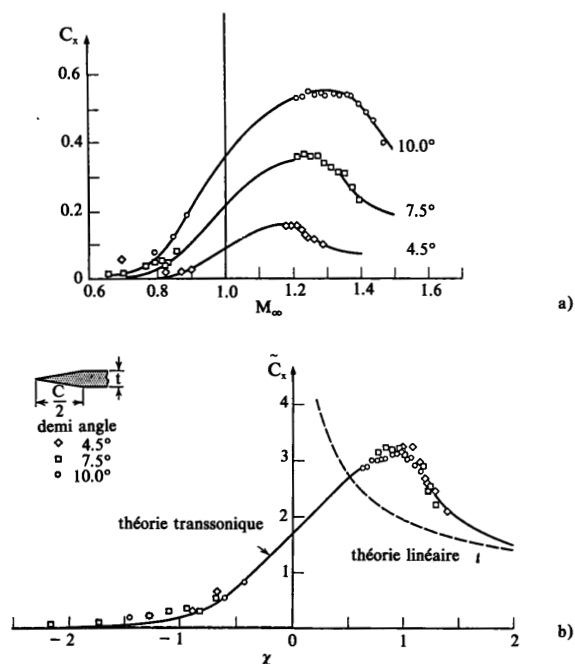 C_x
0.6
0.4
0.2
0
0.6 0.8 1.0 1.2 1.4 1.6
M_∞
10.0°
7.5°
4.5°
a)
C/2
t
demi angle
◇ 4.5°
□ 7.5°
○ 10.0°
C̃_x
4
3
2
1
théorie transsonique
théorie linéaire
−2 −1 0 1 2
χ
b)